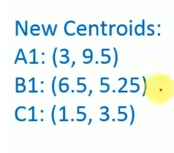 New Centroids:
A1: (3, 9.5)
B1: (6.5, 5.25)
C1: (1.5, 3.5)